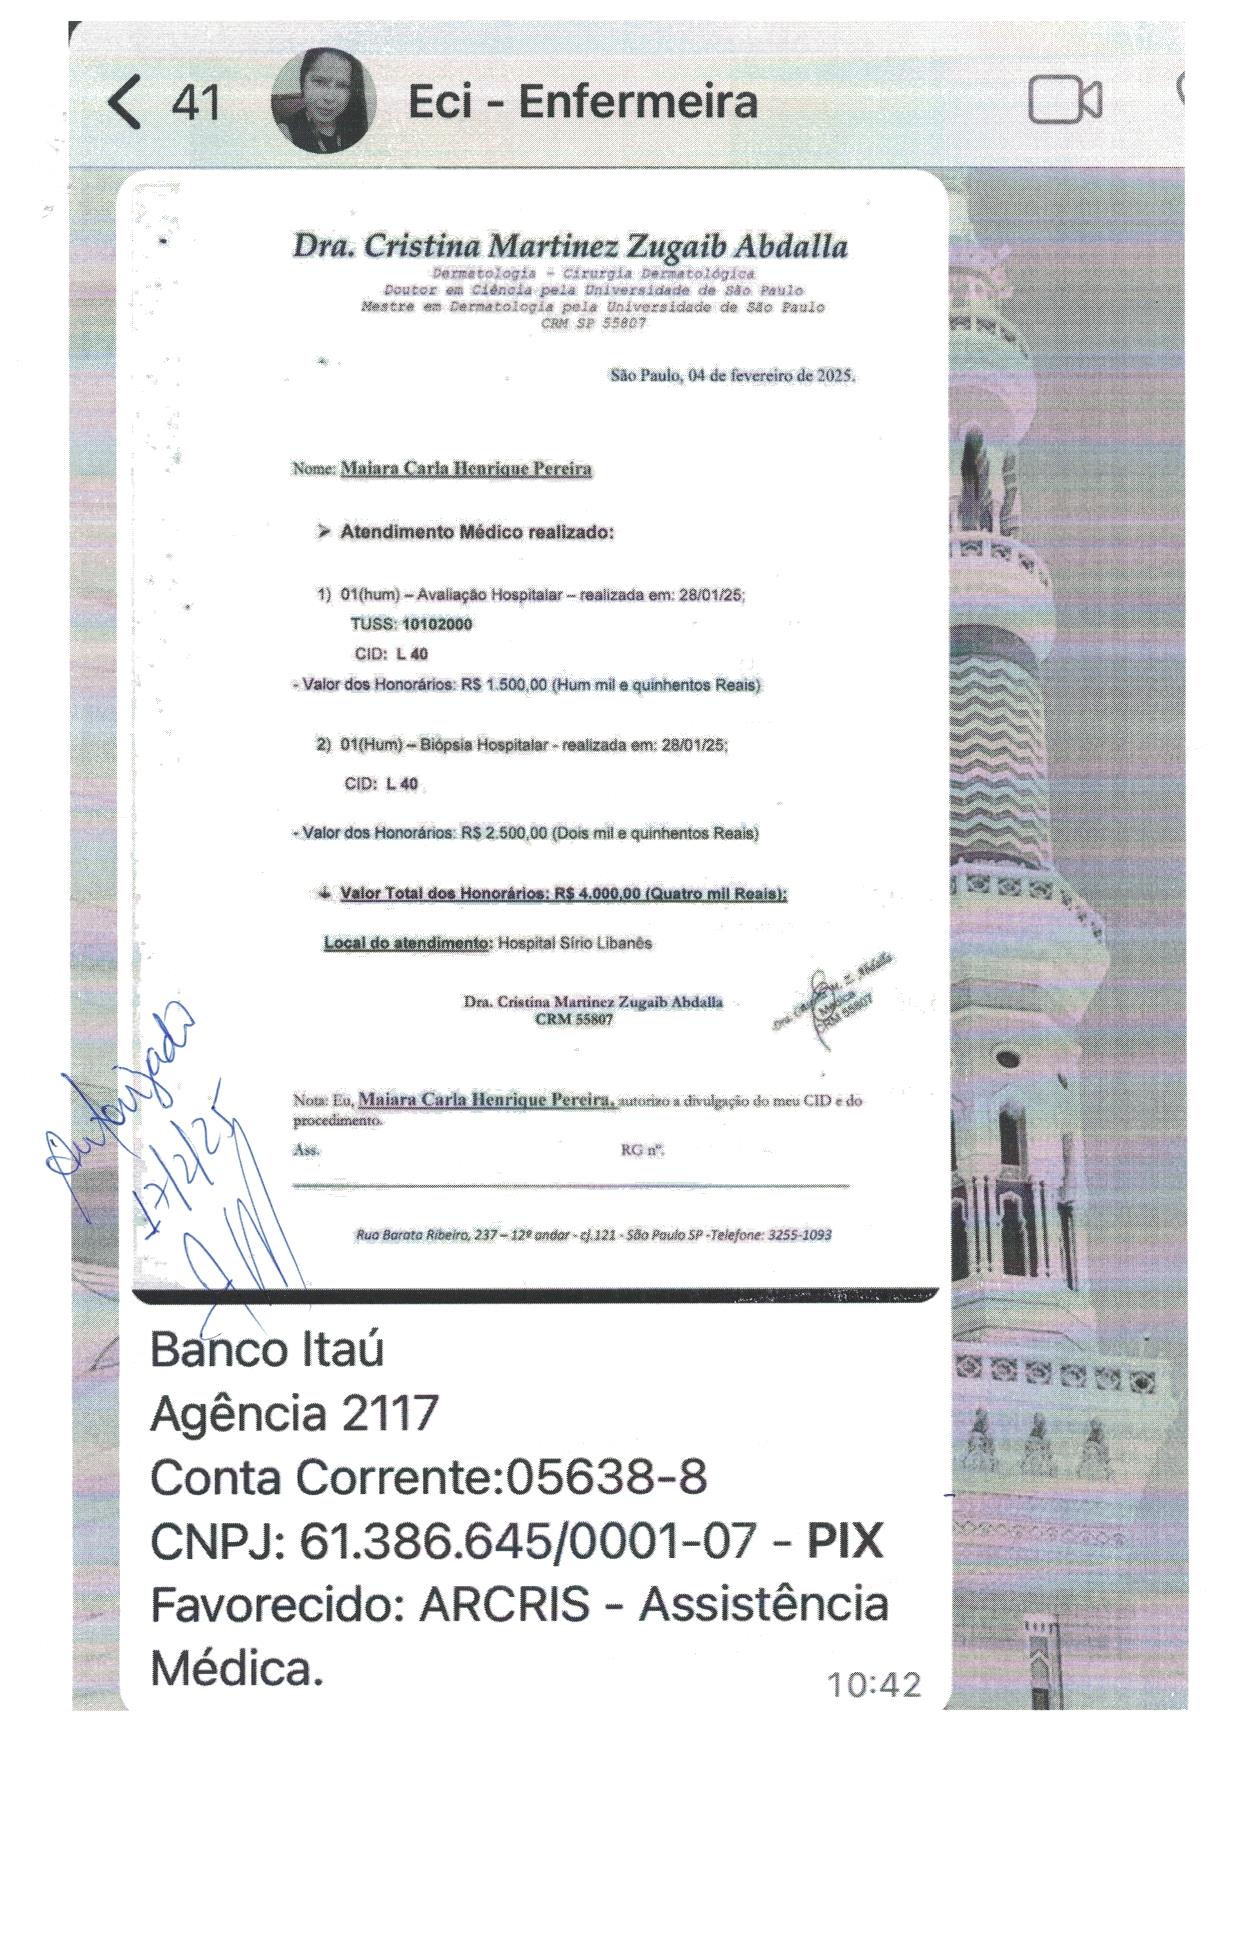 41 Eci - Enfermeira
Dra. Cristina Martinez Zugaib Abdalla
Dermatologia - Cirurgia Dermatológica
Doutor em Ciência pela Universidade de São Paulo
Mestre em Dermatologia pela Universidade de São Paulo
CRM SP 55807
São Paulo, 04 de fevereiro de 2025.
Nome: Maiara Carla Henrique Pereira
➢ Atendimento Médico realizado:
1) 01(hum) – Avaliação Hospitalar – realizada em: 28/01/25;
TUSS: 10102000
CID: L 40
- Valor dos Honorários: R$ 1.500,00 (Hum mil e quinhentos Reais)
2) 01(Hum) – Biópsia Hospitalar - realizada em: 28/01/25;
CID: L 40
- Valor dos Honorários: R$ 2.500,00 (Dois mil e quinhentos Reais)
Valor Total dos Honorários: R$ 4.000,00 (Quatro mil Reais);
Local do atendimento: Hospital Sírio Libanês
Dra. Cristina Martinez Zugaib Abdalla
CRM 55807
Dra. M. Z. Abdalla
Médica
CRM 55807
Autorizado
17/2/25
Nota: Eu, Maiara Carla Henrique Pereira, autorizo a divulgação do meu CID e do
procedimento.
Ass. RG nº.
Rua Barata Ribeiro, 237 – 12º andar - cj.121 - São Paulo SP -Telefone: 3255-1093
Banco Itaú
Agência 2117
Conta Corrente:05638-8
CNPJ: 61.386.645/0001-07 - PIX
Favorecido: ARCRIS - Assistência
Médica.
10:42